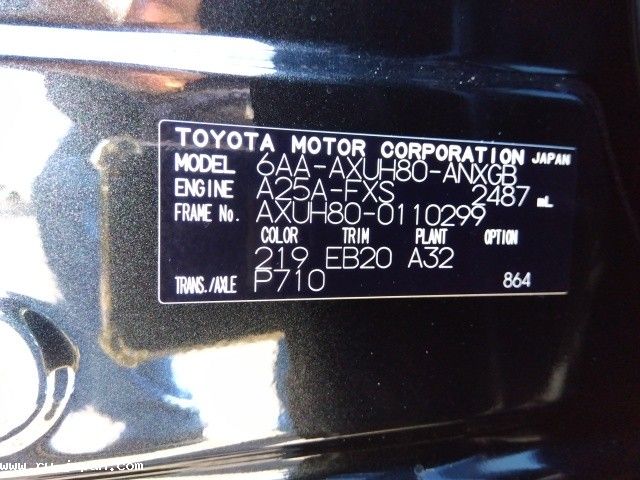 TOYOTA MOTOR CORPORATION JAPAN
MODEL 6AA-AXUH80-ANXGB
ENGINE A25A-FXS 2487 mL
FRAME No. AXUH80-0110299
COLOR TRIM PLANT OPTION
219 EB20 A32
TRANS./AXLE P710 864